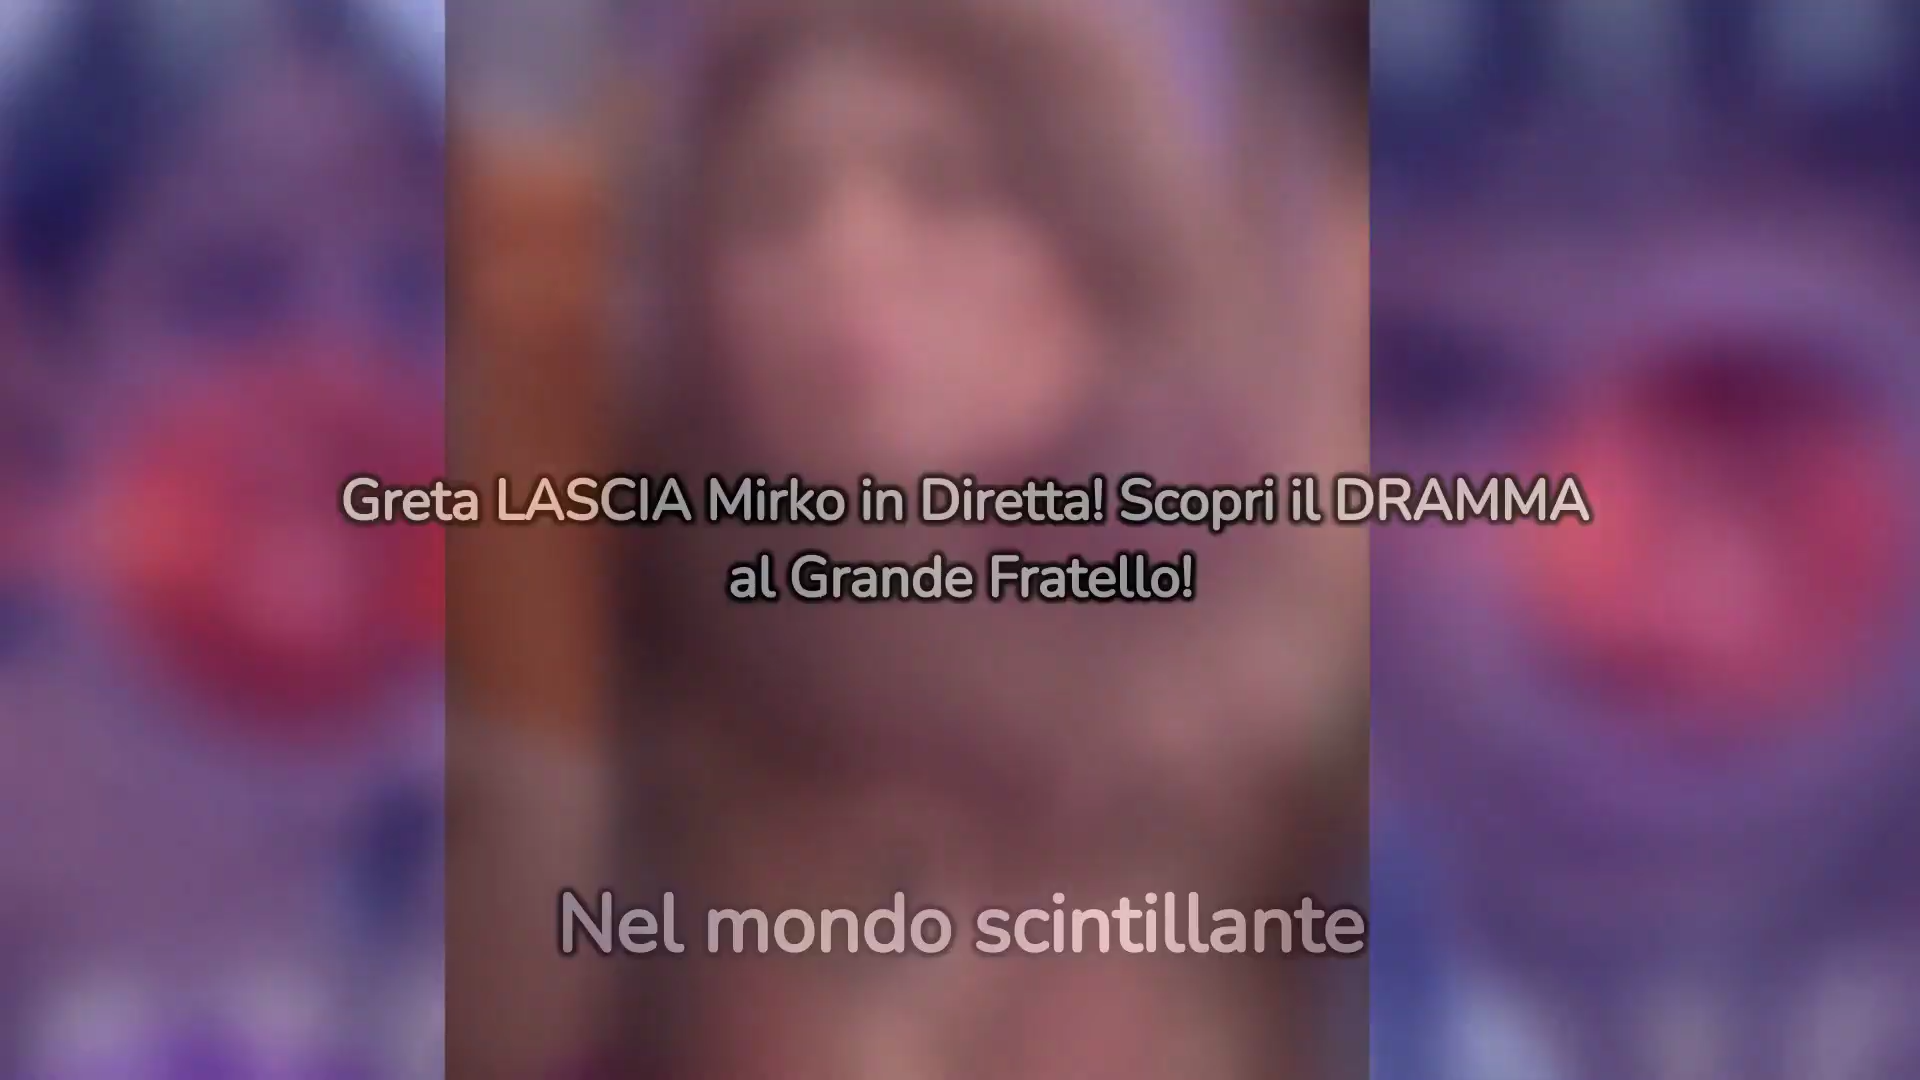 Greta LASCIA Mirko in Diretta! Scopri il DRAMMA
al Grande Fratello!
Nel mondo scintillante